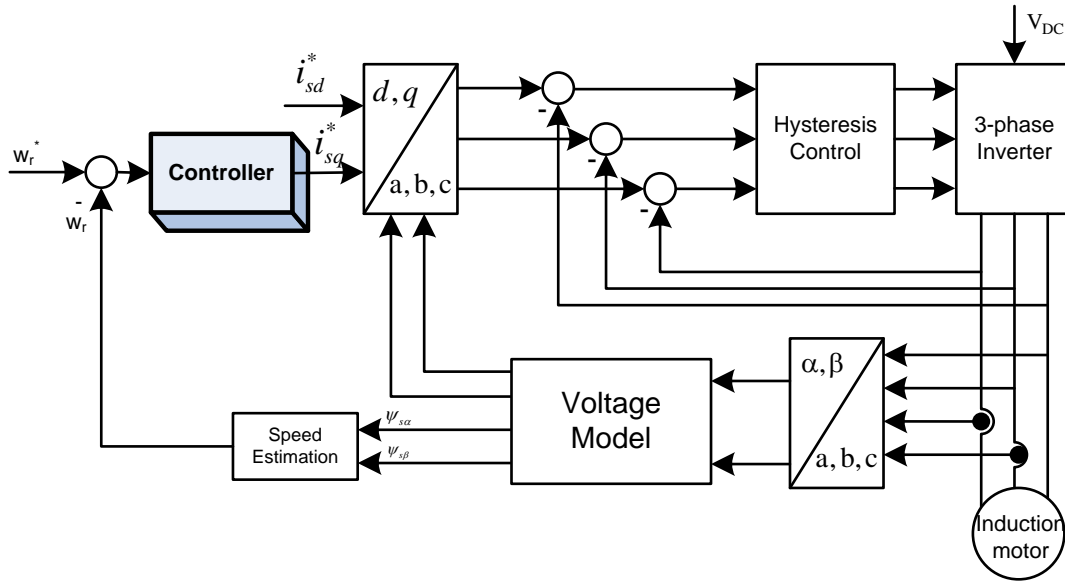 V_DC
i*_sd
d, q
Hysteresis
Control
3-phase
Inverter
w_r*
Controller
i*_sq
a, b, c
-
-
-
-
w_r
α, β
Voltage
Model
a, b, c
Speed
Estimation
ψ_sα
ψ_sβ
Induction
motor